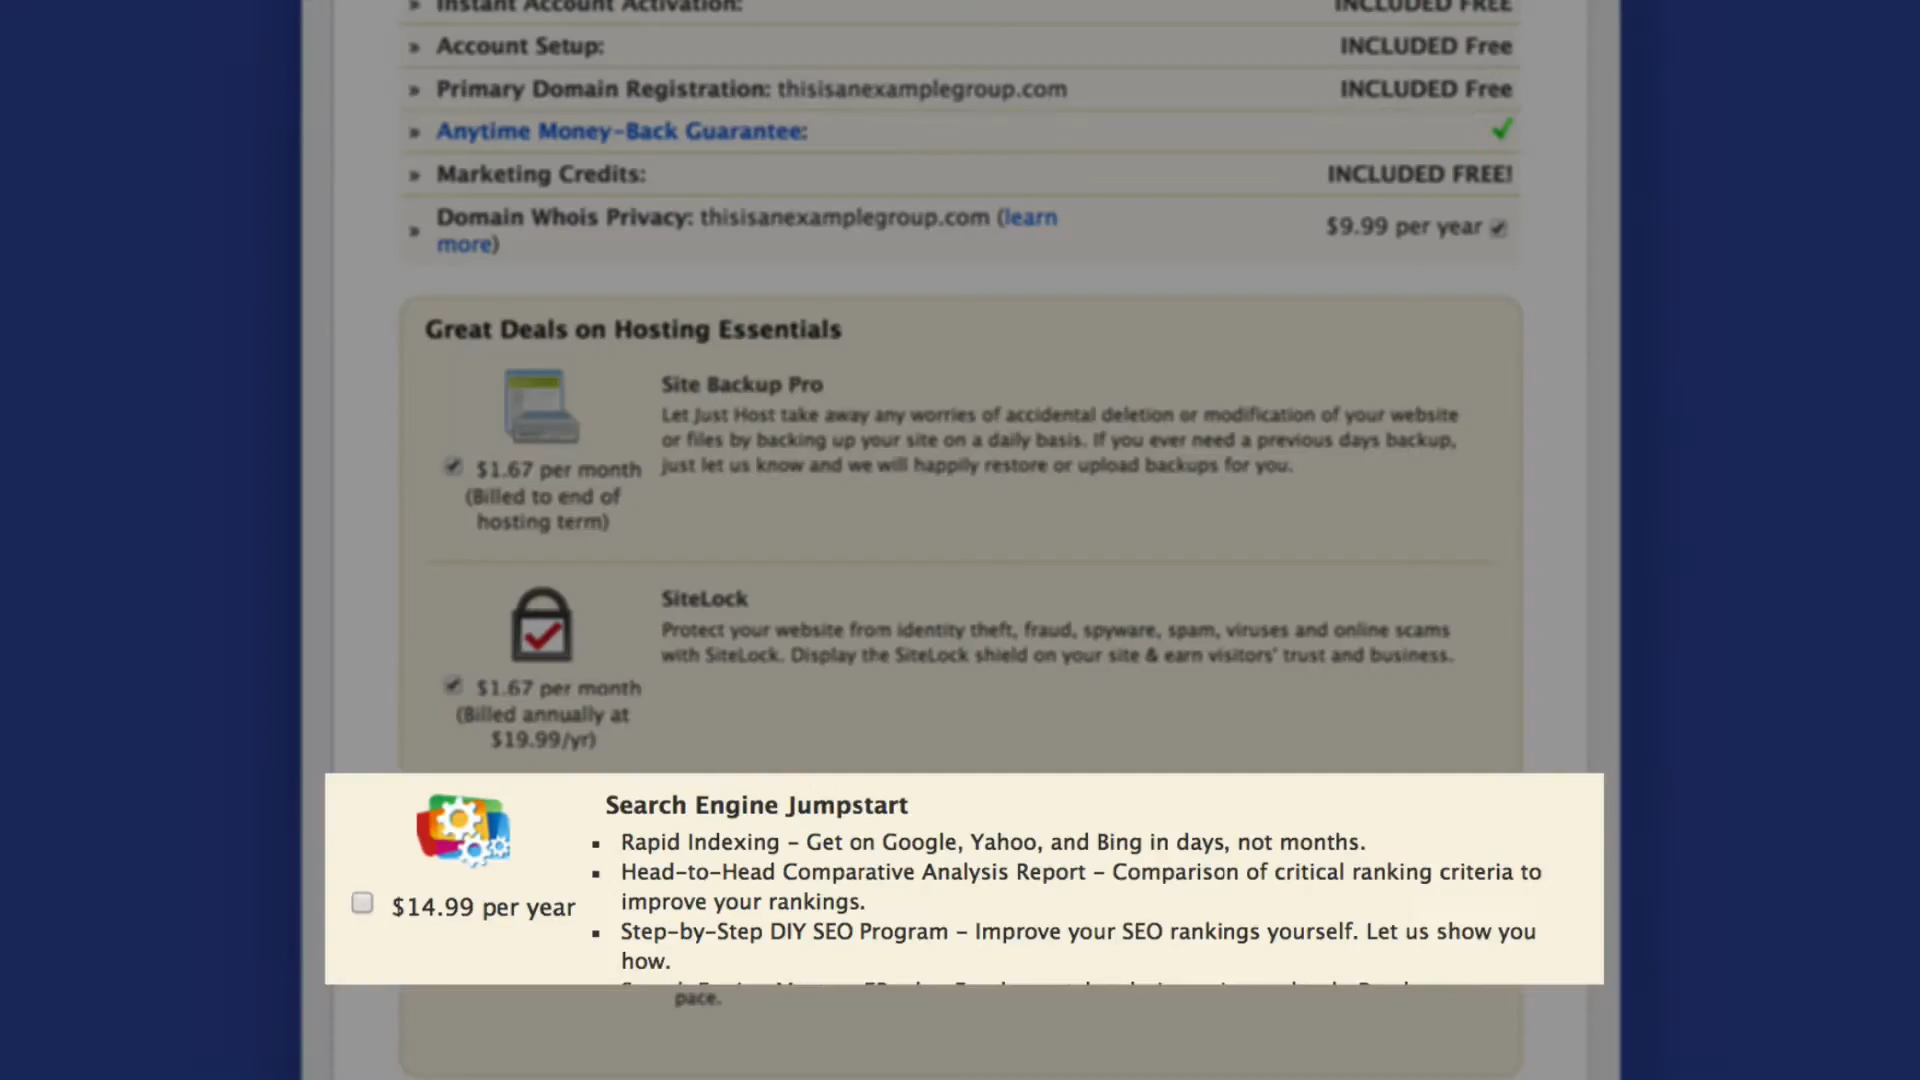 » Instant Account Activation: INCLUDED FREE
» Account Setup: INCLUDED Free
» Primary Domain Registration: thisisanexamplegroup.com INCLUDED Free
» Anytime Money-Back Guarantee:
» Marketing Credits: INCLUDED FREE!
» Domain Whois Privacy: thisisanexamplegroup.com (learn
more) $9.99 per year
Great Deals on Hosting Essentials
Site Backup Pro
Let Just Host take away any worries of accidental deletion or modification of your website
or files by backing up your site on a daily basis. If you ever need a previous days backup,
just let us know and we will happily restore or upload backups for you.
$1.67 per month
(Billed to end of
hosting term)
SiteLock
Protect your website from identity theft, fraud, spyware, spam, viruses and online scams
with SiteLock. Display the SiteLock shield on your site & earn visitors' trust and business.
$1.67 per month
(Billed annually at
$19.99/yr)
Search Engine Jumpstart
▪ Rapid Indexing – Get on Google, Yahoo, and Bing in days, not months.
▪ Head-to-Head Comparative Analysis Report – Comparison of critical ranking criteria to
improve your rankings.
▪ Step-by-Step DIY SEO Program – Improve your SEO rankings yourself. Let us show you
how.
$14.99 per year
pace.